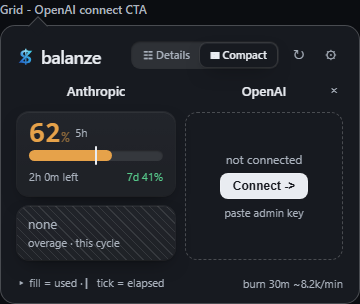 Grid - OpenAI connect CTA
balanze
Details
Compact
Anthropic
OpenAI
×
62% 5h
2h 0m left
7d 41%
none
overage · this cycle
not connected
Connect ->
paste admin key
▸ fill = used · ▎ tick = elapsed
burn 30m ~8.2k/min